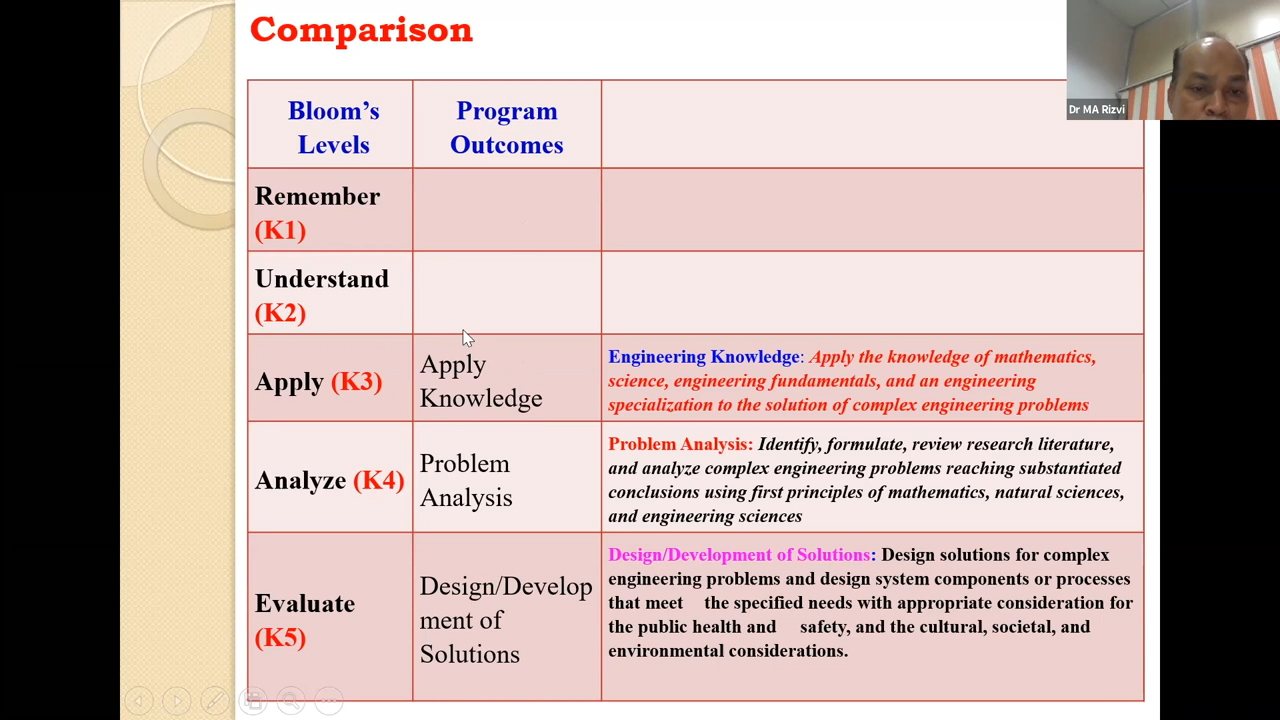 Comparison
Dr MA Rizvi
Bloom’s
Levels
Program
Outcomes
Remember
(K1)
Understand
(K2)
Apply (K3)
Apply
Knowledge
Engineering Knowledge: Apply the knowledge of mathematics,
science, engineering fundamentals, and an engineering
specialization to the solution of complex engineering problems
Analyze (K4)
Problem
Analysis
Problem Analysis: Identify, formulate, review research literature,
and analyze complex engineering problems reaching substantiated
conclusions using first principles of mathematics, natural sciences,
and engineering sciences
Evaluate
(K5)
Design/Develop
ment of
Solutions
Design/Development of Solutions: Design solutions for complex
engineering problems and design system components or processes
that meet the specified needs with appropriate consideration for
the public health and safety, and the cultural, societal, and
environmental considerations.